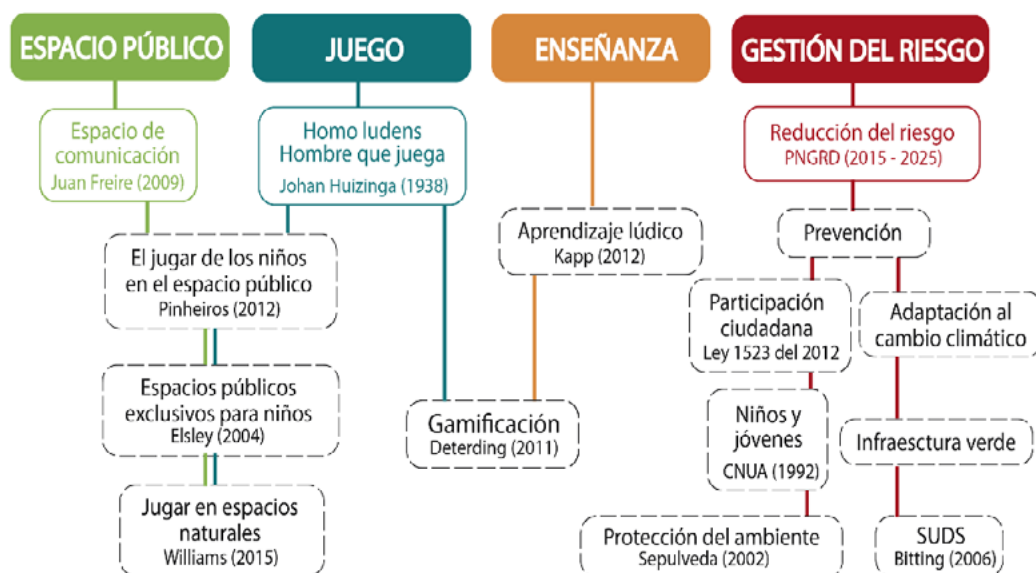 ESPACIO PÚBLICO
JUEGO
ENSEÑANZA
GESTIÓN DEL RIESGO
Espacio de
comunicación
Juan Freire (2009)
Homo ludens
Hombre que juega
Johan Huizinga (1938)
Reducción del riesgo
PNGRD (2015 - 2025)
El jugar de los niños
en el espacio público
Pinheiros (2012)
Aprendizaje lúdico
Kapp (2012)
Prevención
Participación
ciudadana
Ley 1523 del 2012
Adaptación al
cambio climático
Espacios públicos
exclusivos para niños
Elsley (2004)
Gamificación
Deterding (2011)
Niños y
jóvenes
CNUA (1992)
Infraesctura verde
Jugar en espacios
naturales
Williams (2015)
Protección del ambiente
Sepulveda (2002)
SUDS
Bitting (2006)